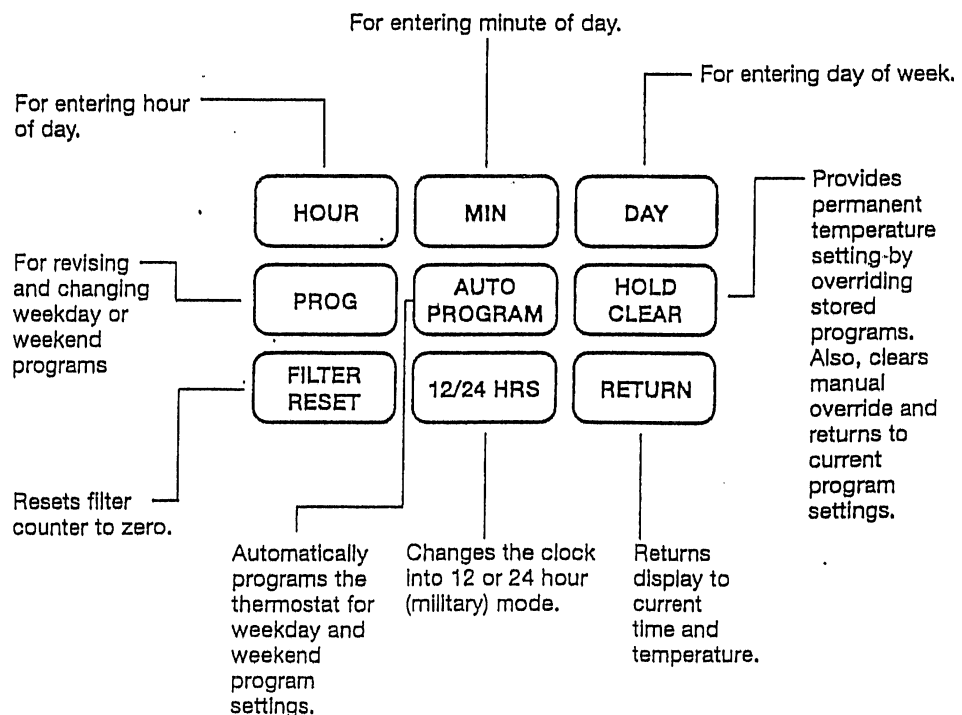 For entering minute of day.
For entering day of week.
For entering hour
of day.
HOUR
MIN
DAY
Provides
permanent
temperature
setting-by
overriding
stored
programs.
Also, clears
manual
override and
returns to
current
program
settings.
For revising
and changing
weekday or
weekend
programs
PROG
AUTO
PROGRAM
HOLD
CLEAR
FILTER
RESET
12/24 HRS
RETURN
Resets filter
counter to zero.
Automatically
programs the
thermostat for
weekday and
weekend
program
settings.
Changes the clock
into 12 or 24 hour
(military) mode.
Returns
display to
current
time and
temperature.